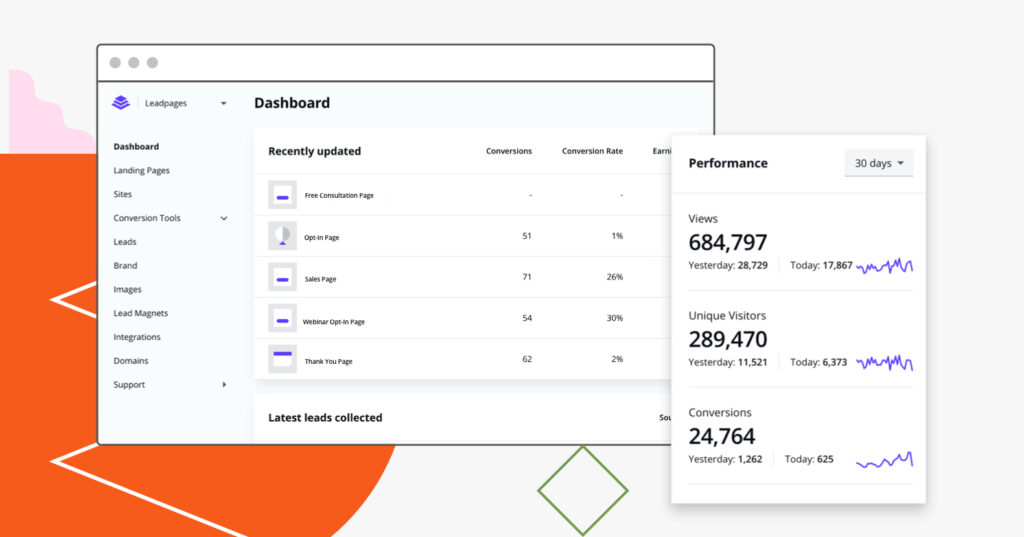 Leadpages
Dashboard
Landing Pages
Sites
Conversion Tools
Leads
Brand
Images
Lead Magnets
Integrations
Domains
Support
Dashboard
Recently updated Conversions Conversion Rate
Free Consultation Page - -
Opt-In Page 51 1%
Sales Page 71 26%
Webinar Opt-In Page 54 30%
Thank You Page 62 2%
Latest leads collected
Performance 30 days
Views
684,797
Yesterday: 28,729 Today: 17,867
Unique Visitors
289,470
Yesterday: 11,521 Today: 6,373
Conversions
24,764
Yesterday: 1,262 Today: 625